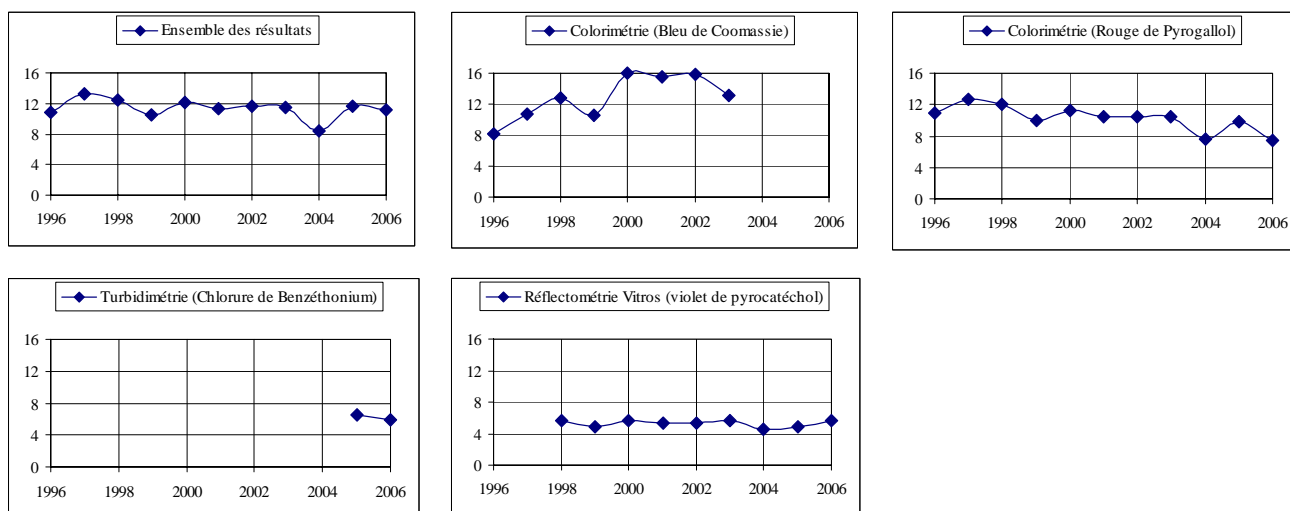 Ensemble des résultats
16
12
8
4
0
1996 1998 2000 2002 2004 2006
Colorimétrie (Bleu de Coomassie)
16
12
8
4
0
1996 1998 2000 2002 2004 2006
Colorimétrie (Rouge de Pyrogallol)
16
12
8
4
0
1996 1998 2000 2002 2004 2006
Turbidimétrie (Chlorure de Benzéthonium)
16
12
8
4
0
1996 1998 2000 2002 2004 2006
Réflectométrie Vitros (violet de pyrocatéchol)
16
12
8
4
0
1996 1998 2000 2002 2004 2006